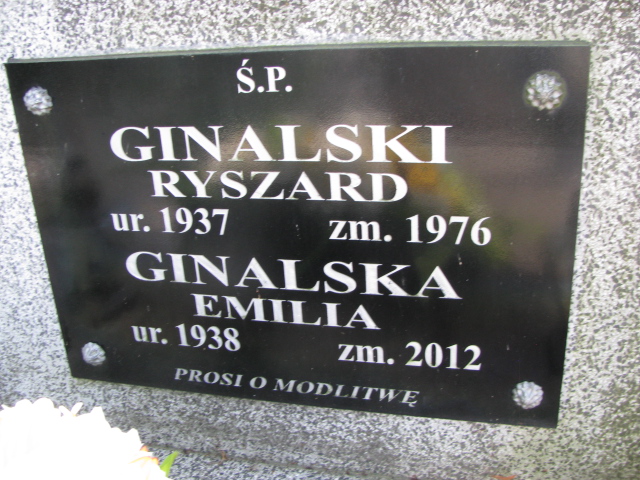 Ś.P.
GINALSKI
RYSZARD
ur. 1937 zm. 1976
GINALSKA
EMILIA
ur. 1938 zm. 2012
PROSI O MODLITWĘ